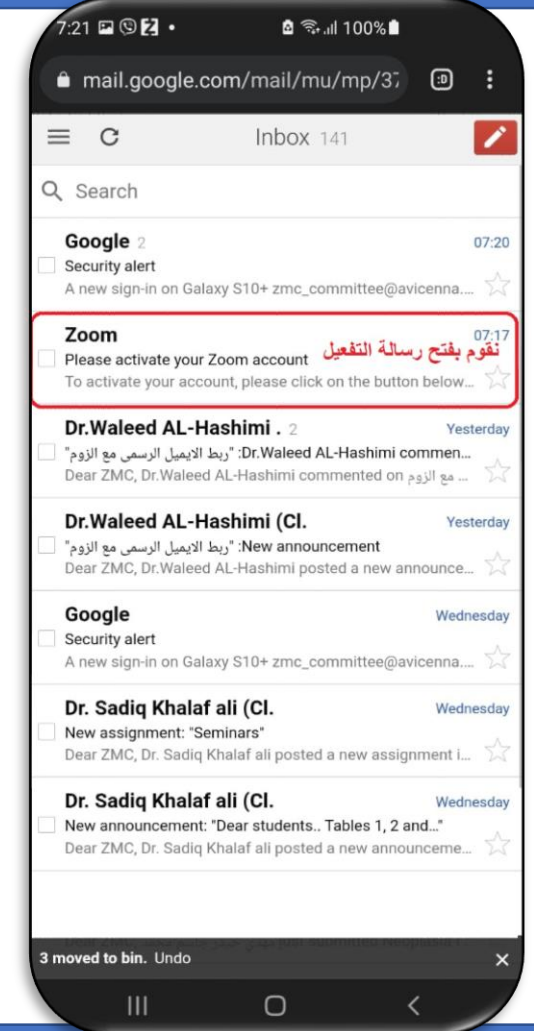 7:21 100%
mail.google.com/mail/mu/mp/37 :D
Inbox 141
Search
Google 2 07:20
Security alert
A new sign-in on Galaxy S10+ zmc_committee@avicenna....
Zoom 07:17
Please activate your Zoom account نقوم بفتح رسالة التفعيل
To activate your account, please click on the button below...
Dr.Waleed AL-Hashimi . 2 Yesterday
"ربط الايميل الرسمى مع الزوم" :Dr.Waleed AL-Hashimi commen...
Dear ZMC, Dr.Waleed AL-Hashimi commented on مع الزوم ...
Dr.Waleed AL-Hashimi (Cl. Yesterday
"ربط الايميل الرسمى مع الزوم" :New announcement
Dear ZMC, Dr.Waleed AL-Hashimi posted a new announce...
Google Wednesday
Security alert
A new sign-in on Galaxy S10+ zmc_committee@avicenna....
Dr. Sadiq Khalaf ali (Cl. Wednesday
New assignment: "Seminars"
Dear ZMC, Dr. Sadiq Khalaf ali posted a new assignment i...
Dr. Sadiq Khalaf ali (Cl. Wednesday
New announcement: "Dear students.. Tables 1, 2 and..."
Dear ZMC, Dr. Sadiq Khalaf ali posted a new announceme...
3 moved to bin. Undo